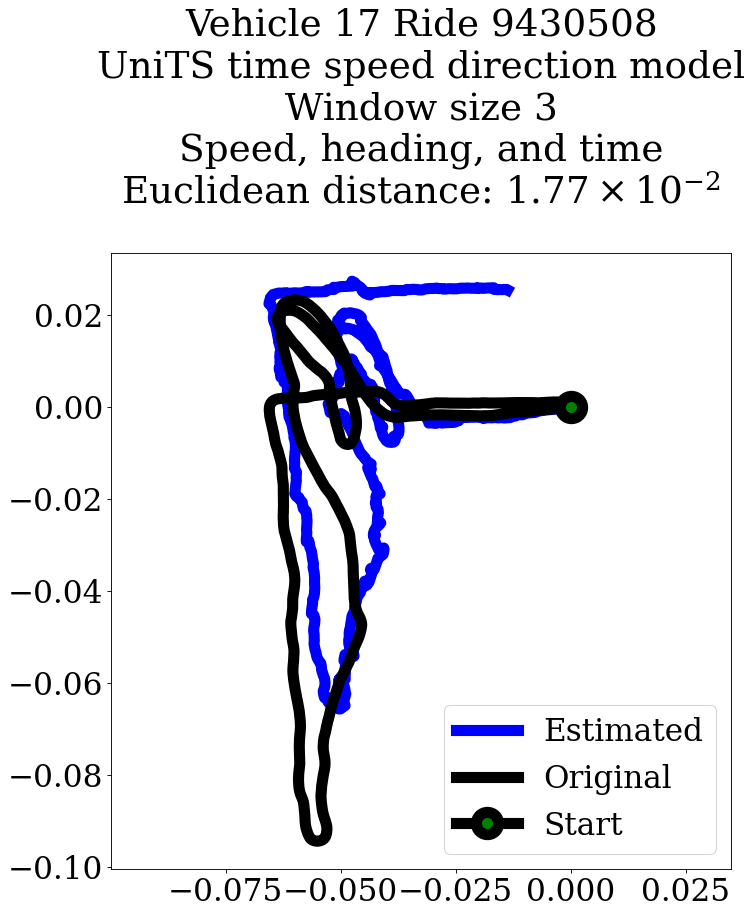 Vehicle 17 Ride 9430508
UniTS time speed direction model
Window size 3
Speed, heading, and time
Euclidean distance: 1.77 × 10⁻²
0.02
0.00
−0.02
−0.04
−0.06
−0.08
−0.10
Estimated
Original
Start
−0.075 −0.050 −0.025 0.000 0.025